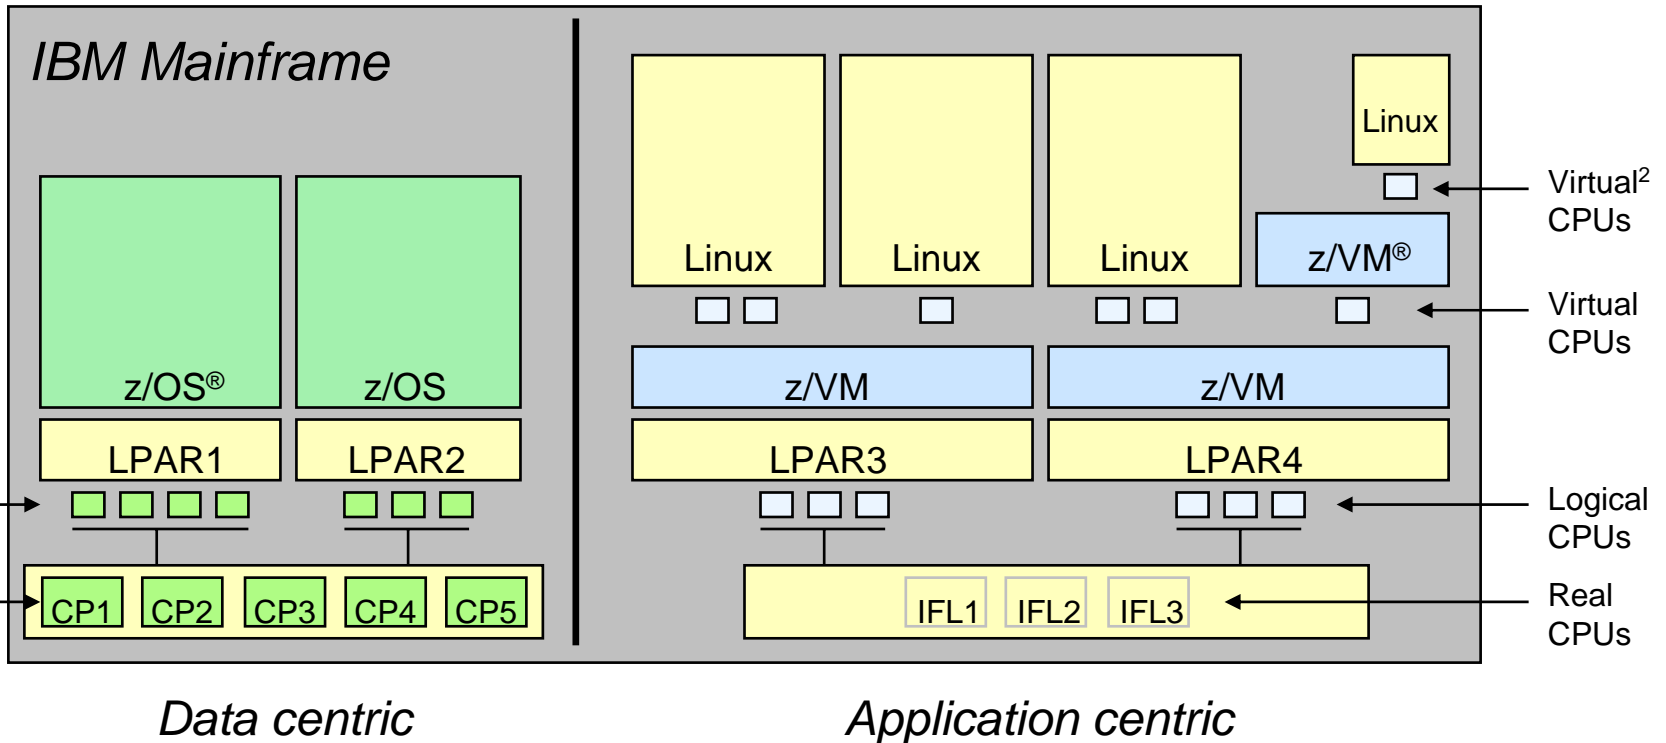 IBM Mainframe
Linux
Virtual² CPUs
Linux
Linux
Linux
z/VM®
Virtual CPUs
z/OS®
z/OS
z/VM
z/VM
LPAR1
LPAR2
LPAR3
LPAR4
Logical CPUs
CP1
CP2
CP3
CP4
CP5
IFL1
IFL2
IFL3
Real CPUs
Data centric
Application centric